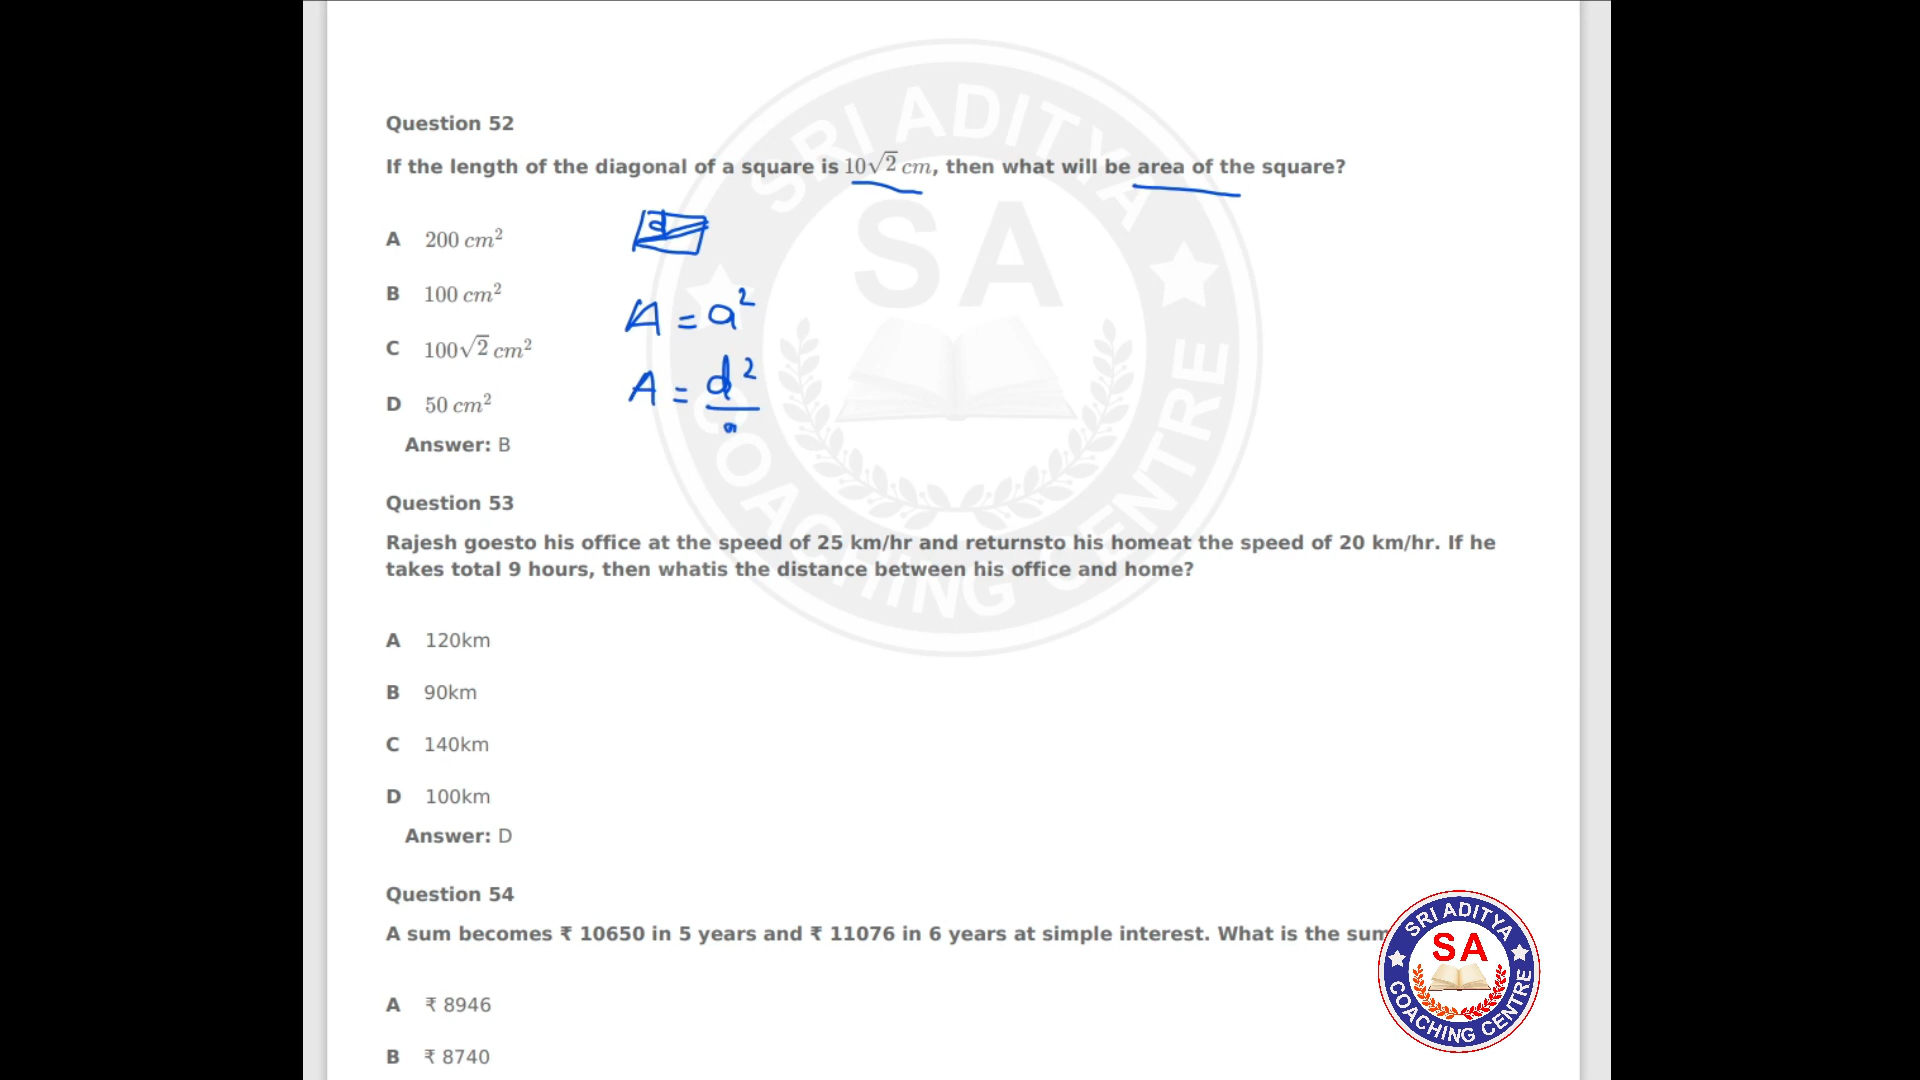 Question 52
If the length of the diagonal of a square is 10√2 cm, then what will be area of the square?
A 200 cm²
B 100 cm²
C 100√2 cm²
D 50 cm²
Answer: B
d
A = a²
A = d²
Question 53
Rajesh goesto his office at the speed of 25 km/hr and returnsto his homeat the speed of 20 km/hr. If he
takes total 9 hours, then whatis the distance between his office and home?
A 120km
B 90km
C 140km
D 100km
Answer: D
Question 54
A sum becomes ₹ 10650 in 5 years and ₹ 11076 in 6 years at simple interest. What is the sum
A ₹ 8946
B ₹ 8740
SRI ADITYA
SA
COACHING CENTRE
SRI ADITYA
SA
COACHING CENTRE